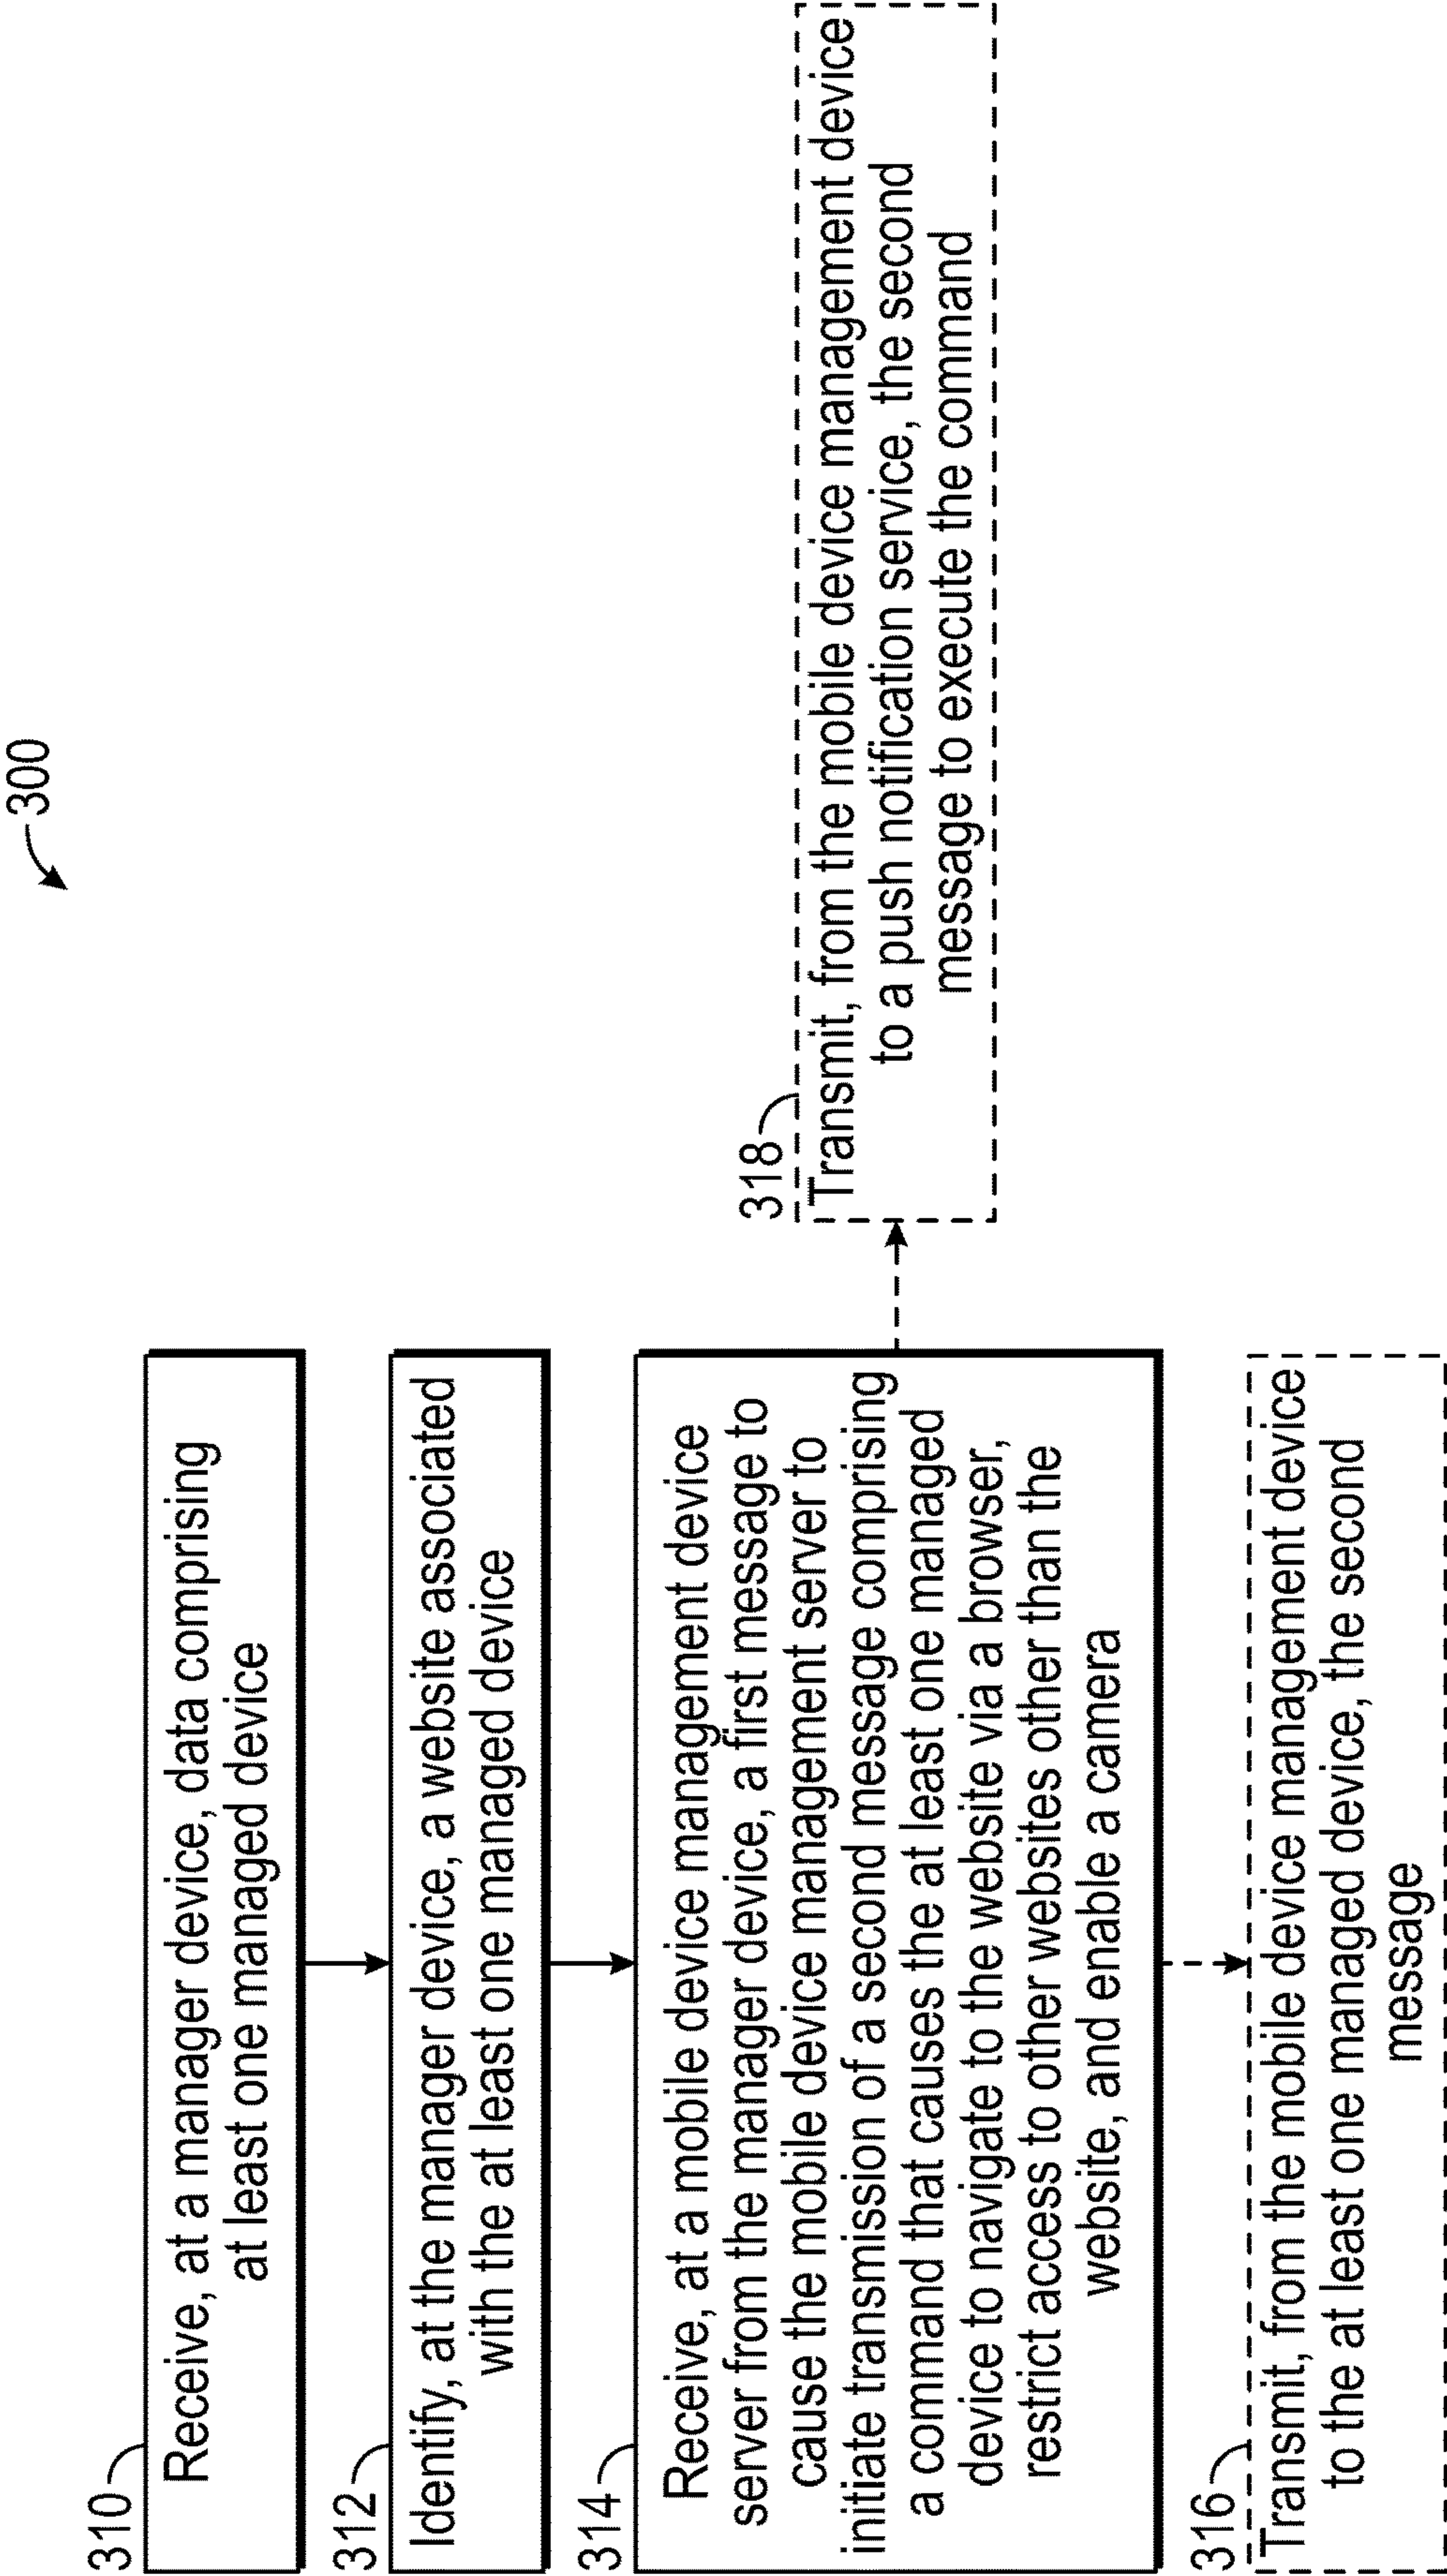 300
310
Receive, at a manager device, data comprising
at least one managed device
312
Identify, at the manager device, a website associated
with the at least one managed device
314
Receive, at a mobile device management device
server from the manager device, a first message to
cause the mobile device management server to
initiate transmission of a second message comprising
a command that causes the at least one managed
device to navigate to the website via a browser,
restrict access to other websites other than the
website, and enable a camera
316
Transmit, from the mobile device management device
to the at least one managed device, the second
message
318
Transmit, from the mobile device management device
to a push notification service, the second
message to execute the command